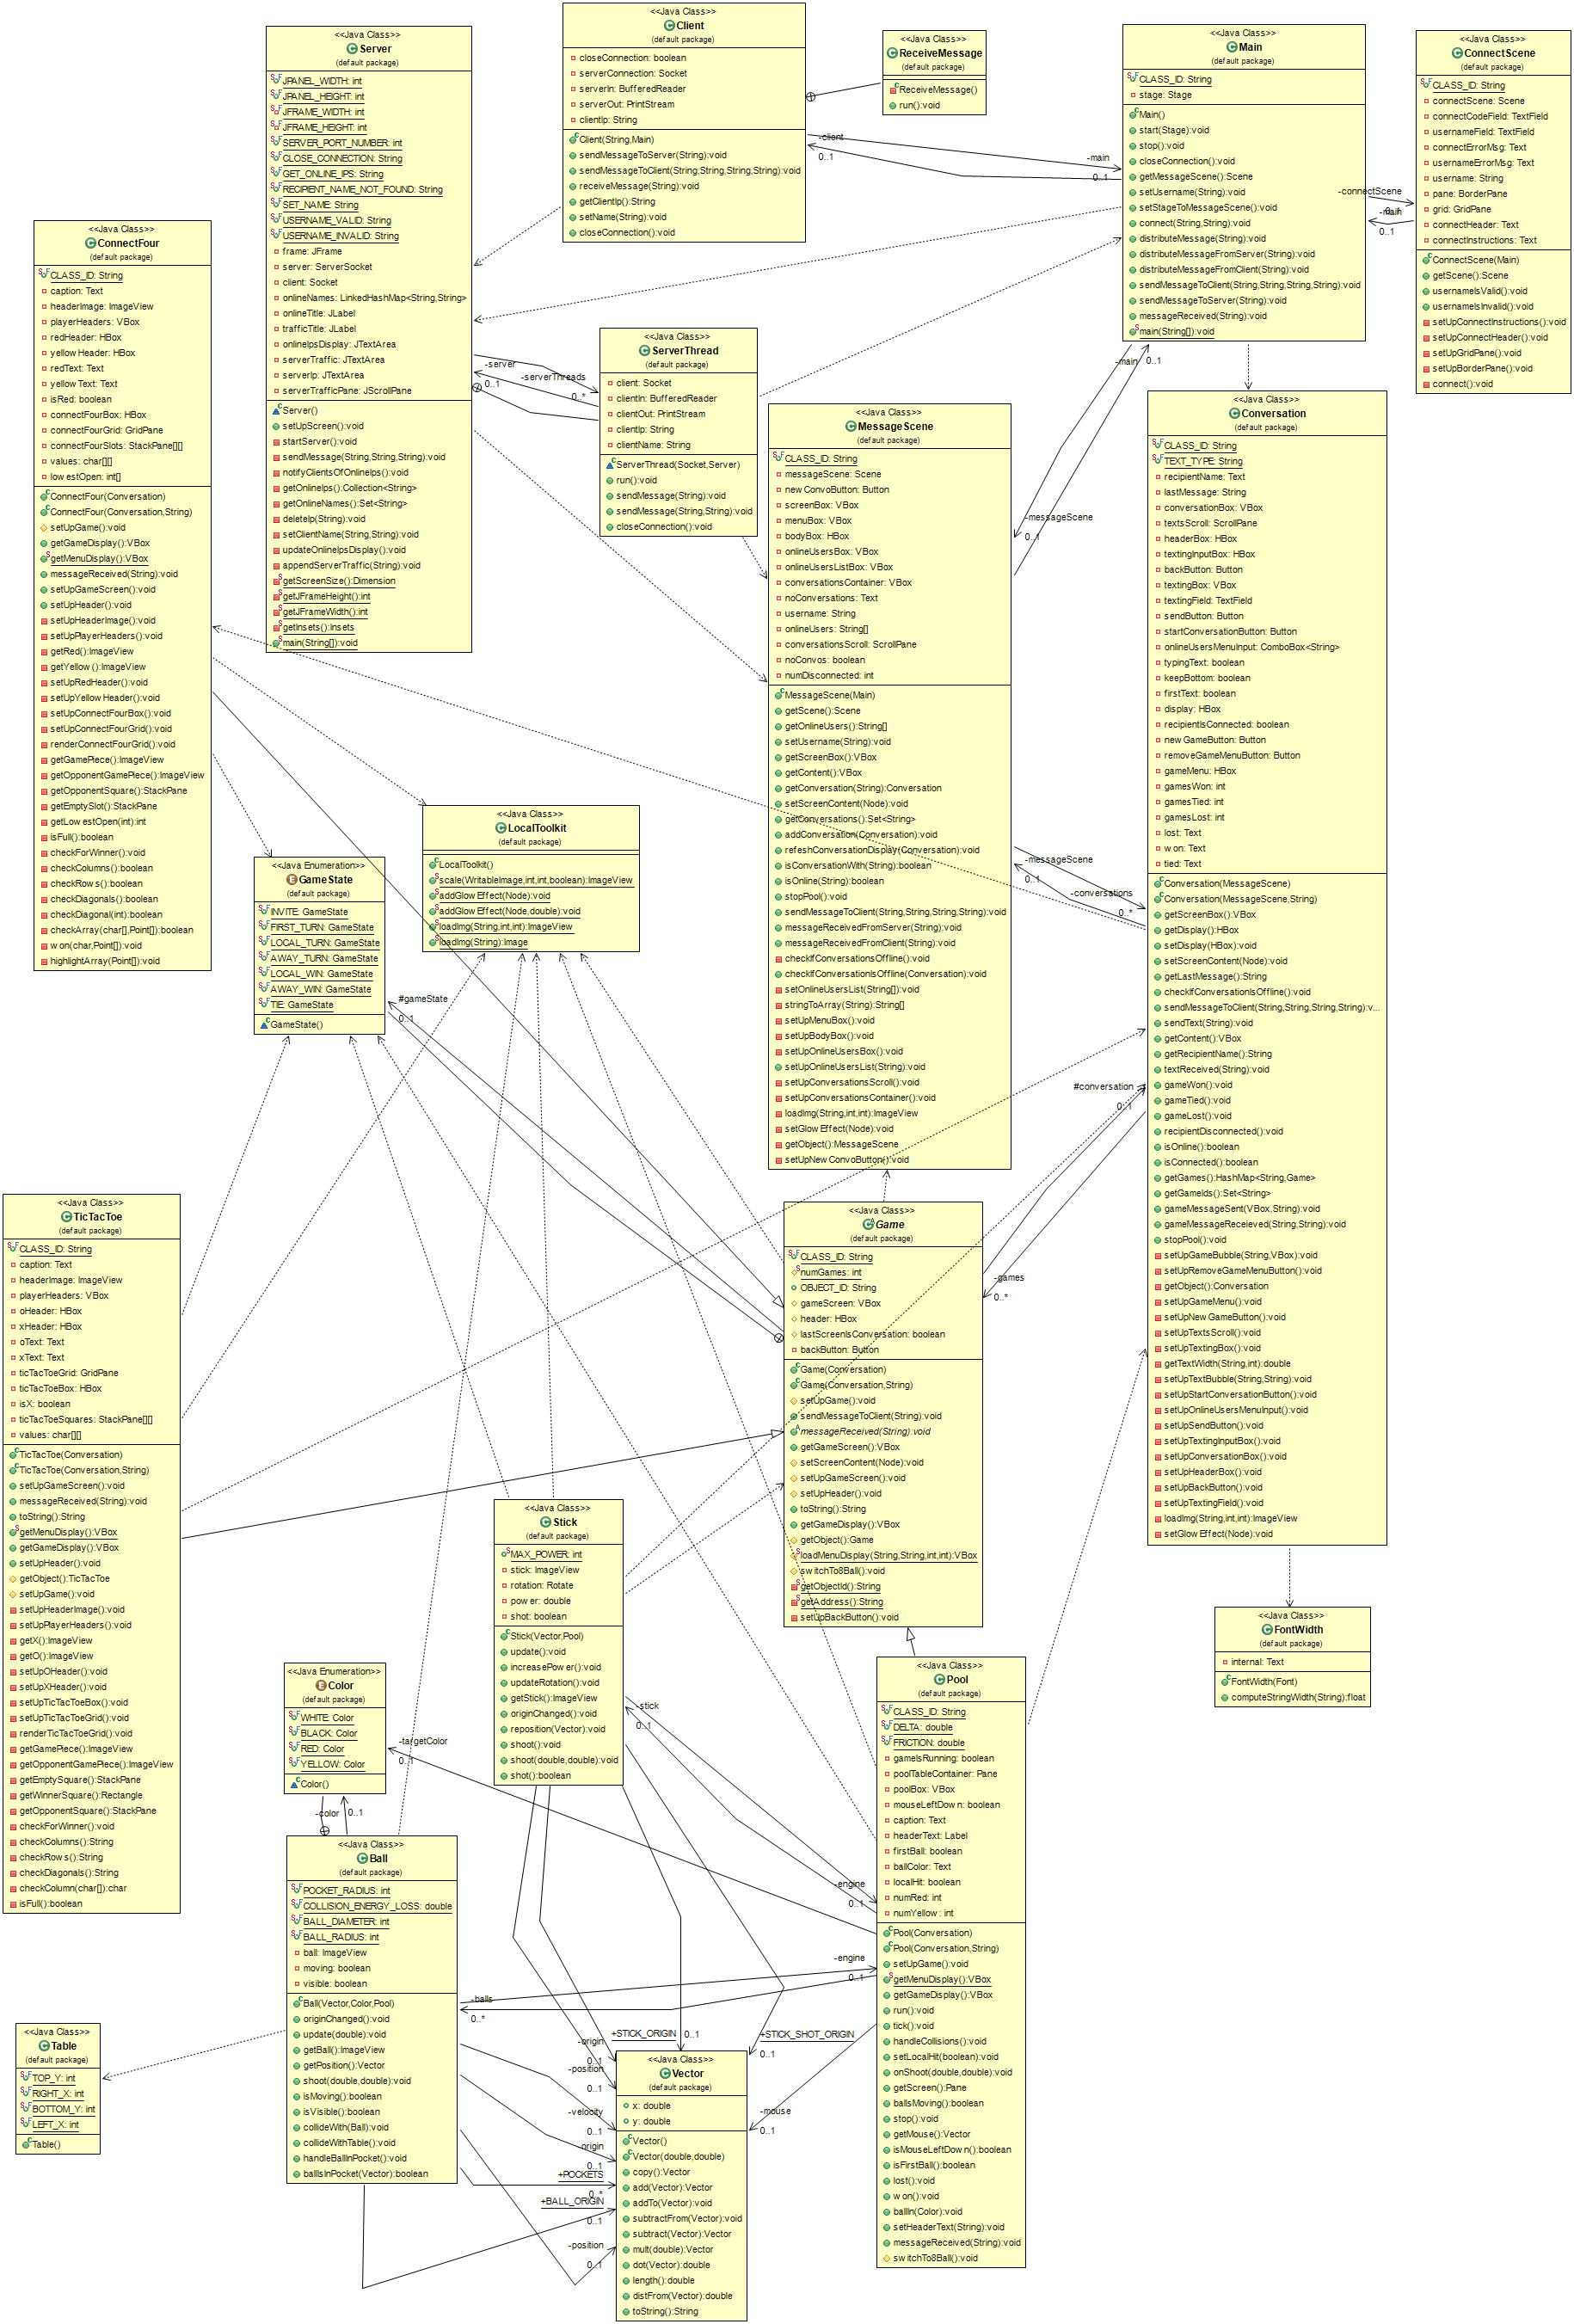 <<Java Class>>
Server
(default package)
JPANEL_WIDTH: int
JPANEL_HEIGHT: int
JFRAME_WIDTH: int
JFRAME_HEIGHT: int
SERVER_PORT_NUMBER: int
CLOSE_CONNECTION: String
GET_ONLINE_IPS: String
RECIPIENT_NAME_NOT_FOUND: String
SET_NAME: String
USERNAME_VALID: String
USERNAME_INVALID: String
frame: JFrame
server: ServerSocket
client: Socket
onlineNames: LinkedHashMap<String,String>
onlineTitle: JLabel
trafficTitle: JLabel
onlineIpsDisplay: JTextArea
serverTraffic: JTextArea
serverIp: JTextArea
serverTrafficPane: JScrollPane
Server()
setUpScreen():void
startServer():void
sendMessage(String,String,String):void
notifyClientsOfOnlineIps():void
getOnlineIps():Collection<String>
getOnlineNames():Set<String>
deleteIp(String):void
setClientName(String,String):void
updateOnlineIpsDisplay():void
appendServerTraffic(String):void
getScreenSize():Dimension
getJFrameHeight():int
getJFrameWidth():int
getInsets():Insets
main(String[]):void
<<Java Class>>
Client
(default package)
closeConnection: boolean
serverConnection: Socket
serverIn: BufferedReader
serverOut: PrintStream
clientIp: String
Client(String,Main)
sendMessageToServer(String):void
sendMessageToClient(String,String,String,String):void
receiveMessage(String):void
getClientIp():String
setName(String):void
closeConnection():void
<<Java Class>>
ReceiveMessage
(default package)
ReceiveMessage()
run():void
-client
0..1
-main
0..1
<<Java Class>>
Main
(default package)
CLASS_ID: String
stage: Stage
Main()
start(Stage):void
stop():void
closeConnection():void
getMessageScene():Scene
setUsername(String):void
setStageToMessageScene():void
connect(String,String):void
distributeMessage(String):void
distributeMessageFromServer(String):void
distributeMessageFromClient(String):void
sendMessageToClient(String,String,String,String):void
sendMessageToServer(String):void
messageReceived(String):void
main(String[]):void
-connectScene
0..1
-main
0..1
<<Java Class>>
ConnectScene
(default package)
CLASS_ID: String
connectScene: Scene
connectCodeField: TextField
usernameField: TextField
connectErrorMsg: Text
usernameErrorMsg: Text
username: String
pane: BorderPane
grid: GridPane
connectHeader: Text
connectInstructions: Text
ConnectScene(Main)
getScene():Scene
usernameIsValid():void
usernameIsInvalid():void
setUpConnectInstructions():void
setUpConnectHeader():void
setUpGridPane():void
setUpBorderPane():void
connect():void
<<Java Class>>
ConnectFour
(default package)
CLASS_ID: String
caption: Text
headerImage: ImageView
playerHeaders: VBox
redHeader: HBox
yellowHeader: HBox
redText: Text
yellowText: Text
isRed: boolean
connectFourBox: HBox
connectFourGrid: GridPane
connectFourSlots: StackPane[][]
values: char[][]
lowestOpen: int[]
ConnectFour(Conversation)
ConnectFour(Conversation,String)
setUpGame():void
getGameDisplay():VBox
getMenuDisplay():VBox
messageReceived(String):void
setUpGameScreen():void
setUpHeader():void
setUpHeaderImage():void
setUpPlayerHeaders():void
getRed():ImageView
getYellow():ImageView
setUpRedHeader():void
setUpYellowHeader():void
setUpConnectFourBox():void
setUpConnectFourGrid():void
renderConnectFourGrid():void
getGamePiece():ImageView
getOpponentGamePiece():ImageView
getOpponentSquare():StackPane
getEmptySlot():StackPane
getLowestOpen(int):int
isFull():boolean
checkForWinner():void
checkColumns():boolean
checkRows():boolean
checkDiagonals():boolean
checkDiagonal(int):boolean
checkArray(char[],Point[]):boolean
won(char,Point[]):void
highlightArray(Point[]):void
-server
0..1
-serverThreads
0..*
<<Java Class>>
ServerThread
(default package)
client: Socket
clientIn: BufferedReader
clientOut: PrintStream
clientIp: String
clientName: String
ServerThread(Socket,Server)
run():void
sendMessage(String):void
sendMessage(String,String):void
closeConnection():void
-main
0..1
-messageScene
0..1
<<Java Class>>
MessageScene
(default package)
CLASS_ID: String
messageScene: Scene
newConvoButton: Button
screenBox: VBox
menuBox: VBox
bodyBox: HBox
onlineUsersBox: VBox
onlineUsersListBox: VBox
conversationsContainer: VBox
noConversations: Text
username: String
onlineUsers: String[]
conversationsScroll: ScrollPane
noConvos: boolean
numDisconnected: int
MessageScene(Main)
getScene():Scene
getOnlineUsers():String[]
setUsername(String):void
getScreenBox():VBox
getContent():VBox
getConversation(String):Conversation
setScreenContent(Node):void
getConversations():Set<String>
addConversation(Conversation):void
refeshConversationDisplay(Conversation):void
isConversationWith(String):boolean
isOnline(String):boolean
stopPool():void
sendMessageToClient(String,String,String,String):void
messageReceivedFromServer(String):void
messageReceivedFromClient(String):void
checkIfConversationsOffline():void
checkIfConversationIsOffline(Conversation):void
setOnlineUsersList(String[]):void
stringToArray(String):String[]
setUpMenuBox():void
setUpBodyBox():void
setUpOnlineUsersBox():void
setUpOnlineUsersList(String):void
setUpConversationsScroll():void
setUpConversationsContainer():void
loadImg(String,int,int):ImageView
setGlowEffect(Node):void
getObject():MessageScene
setUpNewConvoButton():void
<<Java Class>>
Conversation
(default package)
CLASS_ID: String
TEXT_TYPE: String
recipientName: Text
lastMessage: String
conversationBox: VBox
textsScroll: ScrollPane
headerBox: HBox
textingInputBox: HBox
backButton: Button
textingBox: VBox
textingField: TextField
sendButton: Button
startConversationButton: Button
onlineUsersMenuInput: ComboBox<String>
typingText: boolean
keepBottom: boolean
firstText: boolean
display: HBox
recipientIsConnected: boolean
newGameButton: Button
removeGameMenuButton: Button
gameMenu: HBox
gamesWon: int
gamesTied: int
gamesLost: int
lost: Text
won: Text
tied: Text
Conversation(MessageScene)
Conversation(MessageScene,String)
getScreenBox():VBox
getDisplay():HBox
setDisplay(HBox):void
setScreenContent(Node):void
getLastMessage():String
checkIfConversationIsOffline():void
sendMessageToClient(String,String,String,String):v...
sendText(String):void
getContent():VBox
getRecipientName():String
textReceived(String):void
gameWon():void
gameTied():void
gameLost():void
recipientDisconnected():void
isOnline():boolean
isConnected():boolean
getGames():HashMap<String,Game>
getGameIds():Set<String>
gameMessageSent(VBox,String):void
gameMessageReceieved(String,String):void
stopPool():void
setUpGameBubble(String,VBox):void
setUpRemoveGameMenuButton():void
getObject():Conversation
setUpGameMenu():void
setUpNewGameButton():void
setUpTextsScroll():void
setUpTextingBox():void
getTextWidth(String,int):double
setUpTextBubble(String,String):void
setUpStartConversationButton():void
setUpOnlineUsersMenuInput():void
setUpSendButton():void
setUpTextingInputBox():void
setUpConversationBox():void
setUpHeaderBox():void
setUpBackButton():void
setUpTextingField():void
loadImg(String,int,int):ImageView
setGlowEffect(Node):void
-messageScene
0..1
-conversations
0..*
<<Java Class>>
LocalToolkit
(default package)
LocalToolkit()
scale(WritableImage,int,int,boolean):ImageView
addGlowEffect(Node):void
addGlowEffect(Node,double):void
loadImg(String,int,int):ImageView
loadImg(String):Image
<<Java Enumeration>>
GameState
(default package)
INVITE: GameState
FIRST_TURN: GameState
LOCAL_TURN: GameState
AWAY_TURN: GameState
LOCAL_WIN: GameState
AWAY_WIN: GameState
TIE: GameState
GameState()
#gameState
0..1
#conversation
0..1
-games
0..*
<<Java Class>>
Game
(default package)
CLASS_ID: String
numGames: int
OBJECT_ID: String
gameScreen: VBox
header: HBox
lastScreenIsConversation: boolean
backButton: Button
Game(Conversation)
Game(Conversation,String)
setUpGame():void
sendMessageToClient(String):void
messageReceived(String):void
getGameScreen():VBox
setScreenContent(Node):void
setUpGameScreen():void
setUpHeader():void
toString():String
getGameDisplay():VBox
getObject():Game
loadMenuDisplay(String,String,int,int):VBox
switchTo8Ball():void
getObjectId():String
getAddress():String
setUpBackButton():void
<<Java Class>>
TicTacToe
(default package)
CLASS_ID: String
caption: Text
headerImage: ImageView
playerHeaders: VBox
oHeader: HBox
xHeader: HBox
oText: Text
xText: Text
ticTacToeGrid: GridPane
ticTacToeBox: HBox
isX: boolean
ticTacToeSquares: StackPane[][]
values: char[][]
TicTacToe(Conversation)
TicTacToe(Conversation,String)
setUpGameScreen():void
messageReceived(String):void
toString():String
getMenuDisplay():VBox
getGameDisplay():VBox
setUpHeader():void
getObject():TicTacToe
setUpGame():void
setUpHeaderImage():void
setUpPlayerHeaders():void
getX():ImageView
getO():ImageView
setUpOHeader():void
setUpXHeader():void
setUpTicTacToeBox():void
setUpTicTacToeGrid():void
renderTicTacToeGrid():void
getGamePiece():ImageView
getOpponentGamePiece():ImageView
getEmptySquare():StackPane
getWinnerSquare():Rectangle
getOpponentSquare():StackPane
checkForWinner():void
checkColumns():String
checkRows():String
checkDiagonals():String
checkColumn(char[]):char
isFull():boolean
<<Java Class>>
Stick
(default package)
MAX_POWER: int
stick: ImageView
rotation: Rotate
power: double
shot: boolean
Stick(Vector,Pool)
update():void
increasePower():void
updateRotation():void
getStick():ImageView
originChanged():void
reposition(Vector):void
shoot():void
shoot(double,double):void
shot():boolean
<<Java Class>>
FontWidth
(default package)
internal: Text
FontWidth(Font)
computeStringWidth(String):float
<<Java Enumeration>>
Color
(default package)
WHITE: Color
BLACK: Color
RED: Color
YELLOW: Color
Color()
-targetColor
0..1
-stick
0..1
-color
0..1
-engine
0..1
<<Java Class>>
Pool
(default package)
CLASS_ID: String
DELTA: double
FRICTION: double
gameIsRunning: boolean
poolTableContainer: Pane
poolBox: VBox
mouseLeftDown: boolean
caption: Text
headerText: Label
firstBall: boolean
ballColor: Text
localHit: boolean
numRed: int
numYellow: int
Pool(Conversation)
Pool(Conversation,String)
setUpGame():void
getMenuDisplay():VBox
getGameDisplay():VBox
run():void
tick():void
handleCollisions():void
setLocalHit(boolean):void
onShoot(double,double):void
getScreen():Pane
ballsMoving():boolean
stop():void
getMouse():Vector
isMouseLeftDown():boolean
isFirstBall():boolean
lost():void
won():void
ballIn(Color):void
setHeaderText(String):void
messageReceived(String):void
switchTo8Ball():void
<<Java Class>>
Ball
(default package)
POCKET_RADIUS: int
COLLISION_ENERGY_LOSS: double
BALL_DIAMETER: int
BALL_RADIUS: int
ball: ImageView
moving: boolean
visible: boolean
Ball(Vector,Color,Pool)
originChanged():void
update(double):void
getBall():ImageView
getPosition():Vector
shoot(double,double):void
isMoving():boolean
isVisible():boolean
collideWith(Ball):void
collideWithTable():void
handleBallInPocket():void
ballIsInPocket(Vector):boolean
-engine
0..1
-balls
0..*
<<Java Class>>
Table
(default package)
TOP_Y: int
RIGHT_X: int
BOTTOM_Y: int
LEFT_X: int
Table()
-origin
0..1
+STICK_ORIGIN
0..1
+STICK_SHOT_ORIGIN
0..1
-position
0..1
-velocity
0..1
-origin
0..1
+POCKETS
0..*
+BALL_ORIGIN
0..1
-position
0..1
-mouse
0..1
<<Java Class>>
Vector
(default package)
x: double
y: double
Vector()
Vector(double,double)
copy():Vector
add(Vector):Vector
addTo(Vector):void
subtractFrom(Vector):void
subtract(Vector):Vector
mult(double):Vector
dot(Vector):double
length():double
distFrom(Vector):double
toString():String